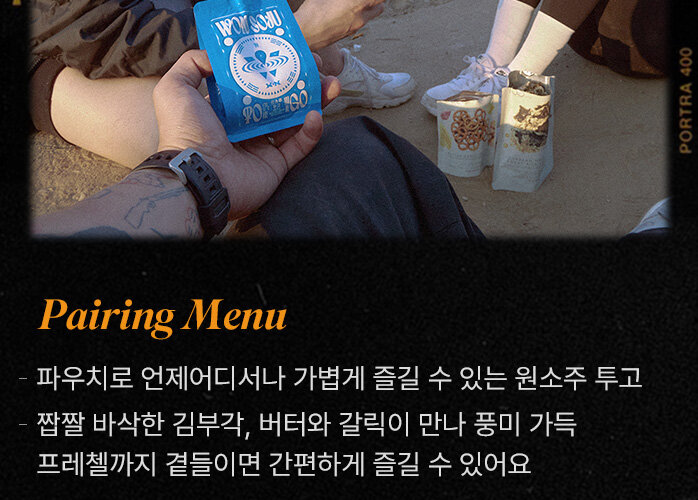 WON SOJU
TO GO
PORTRA 400
Pairing Menu
- 파우치로 언제어디서나 가볍게 즐길 수 있는 원소주 투고
- 짭짤 바삭한 김부각, 버터와 갈릭이 만나 풍미 가득
프레첼까지 곁들이면 간편하게 즐길 수 있어요